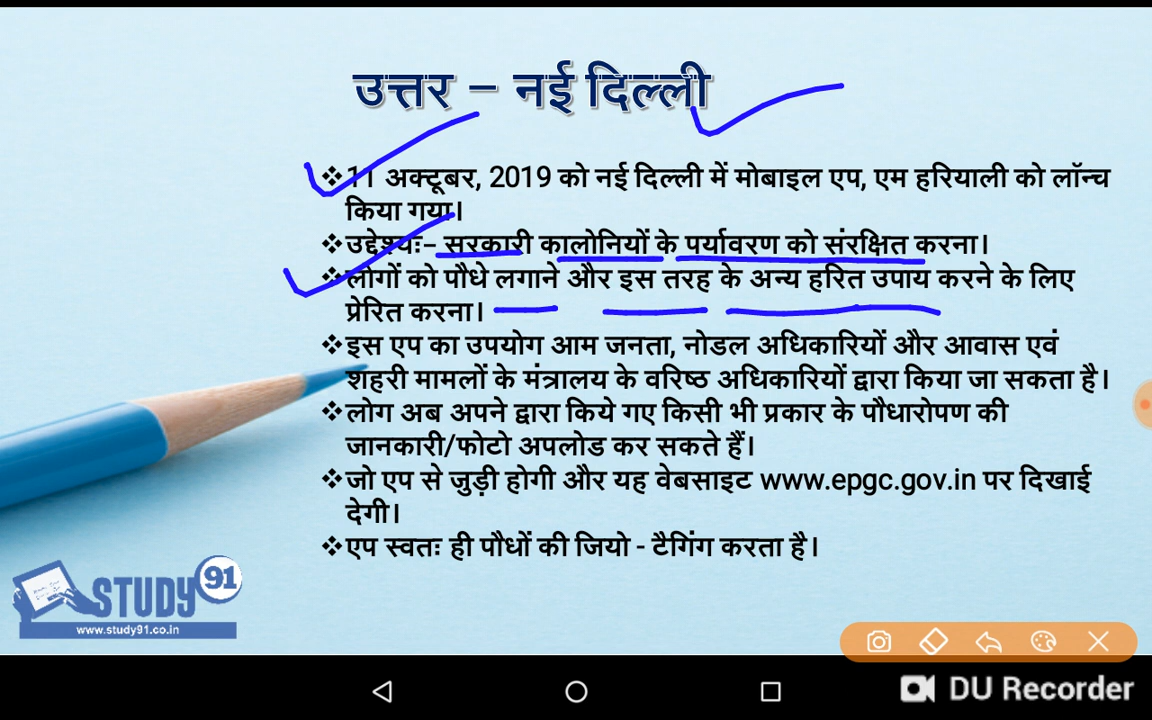 उत्तर – नई दिल्ली
❖11 अक्टूबर, 2019 को नई दिल्ली में मोबाइल एप, एम हरियाली को लॉन्च
किया गया।
❖उद्देश्यः– सरकारी कालोनियों के पर्यावरण को संरक्षित करना।
❖लोगों को पौधे लगाने और इस तरह के अन्य हरित उपाय करने के लिए
प्रेरित करना।
❖इस एप का उपयोग आम जनता, नोडल अधिकारियों और आवास एवं
शहरी मामलों के मंत्रालय के वरिष्ठ अधिकारियों द्वारा किया जा सकता है।
❖लोग अब अपने द्वारा किये गए किसी भी प्रकार के पौधारोपण की
जानकारी/फोटो अपलोड कर सकते हैं।
❖जो एप से जुड़ी होगी और यह वेबसाइट www.epgc.gov.in पर दिखाई
देगी।
❖एप स्वतः ही पौधों की जियो - टैगिंग करता है।
STUDY 91
www.study91.co.in
DU Recorder